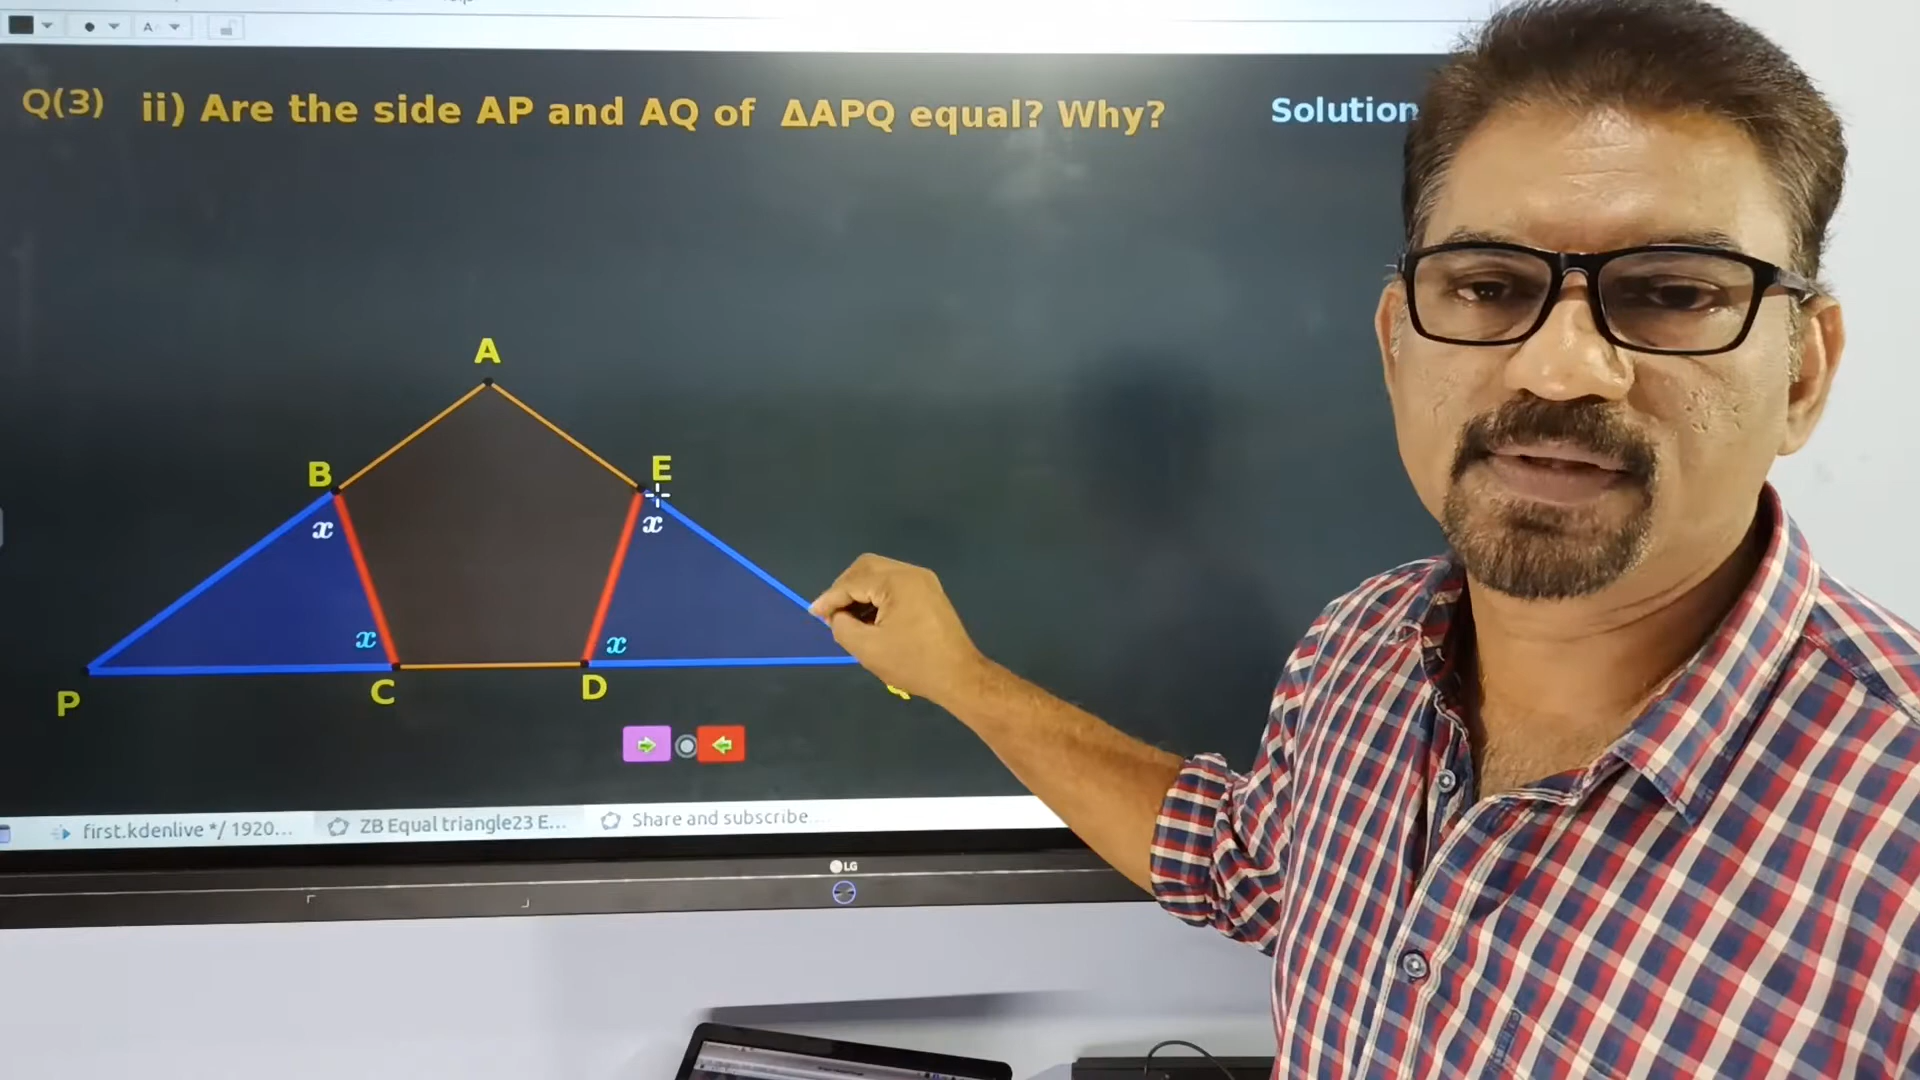 Q(3) ii) Are the side AP and AQ of ΔAPQ equal? Why? Solution
A
B
E
x
x
x
x
P
C
D
Q
first.kdenlive */ 1920... ZB Equal triangle23 E... Share and subscribe....
LG